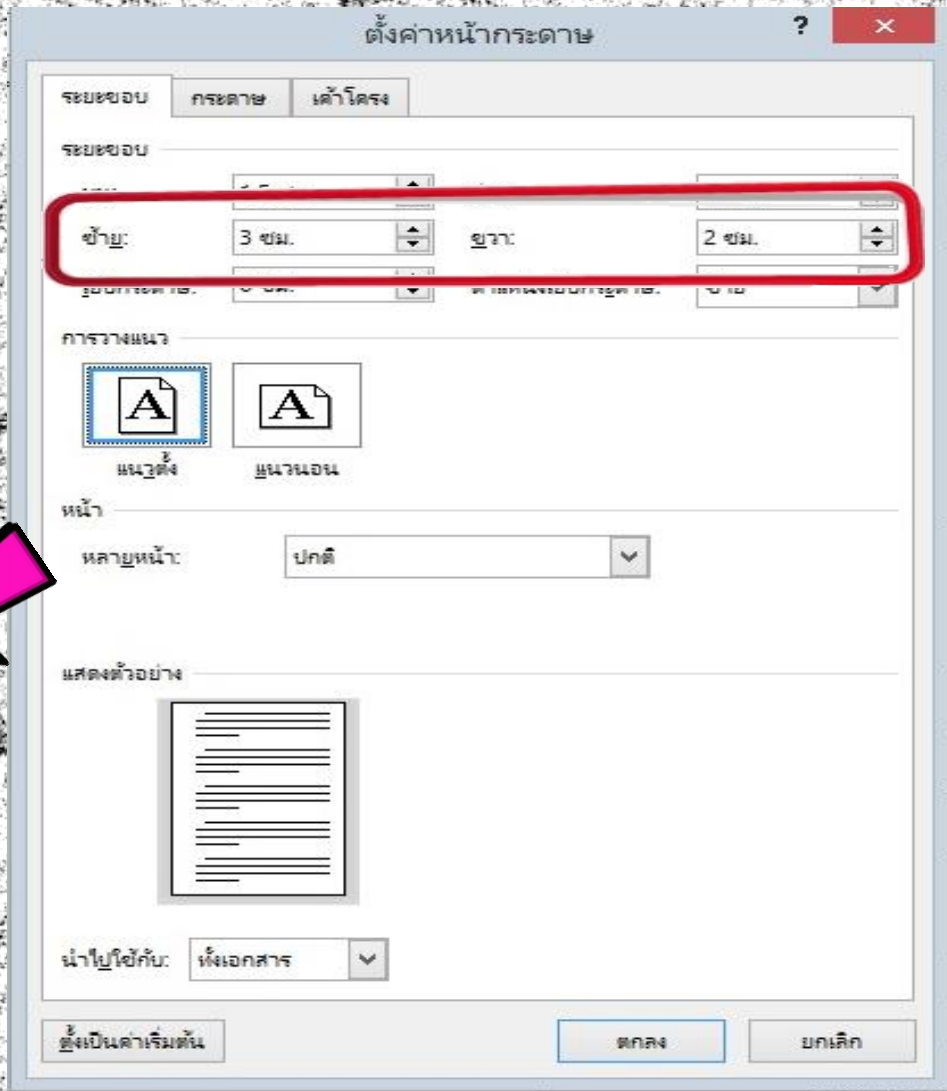 ตั้งค่าหน้ากระดาษ ?
ระยะขอบ กระดาษ เค้าโครง
ระยะขอบ
ซ้าย: 3 ซม. ขวา: 2 ซม.
การวางแนว
A A
แนวตั้ง แนวนอน
หน้า
หลายหน้า: ปกติ
แสดงตัวอย่าง
นำไปใช้กับ: ทั้งเอกสาร
ตั้งเป็นค่าเริ่มต้น ตกลง ยกเลิก